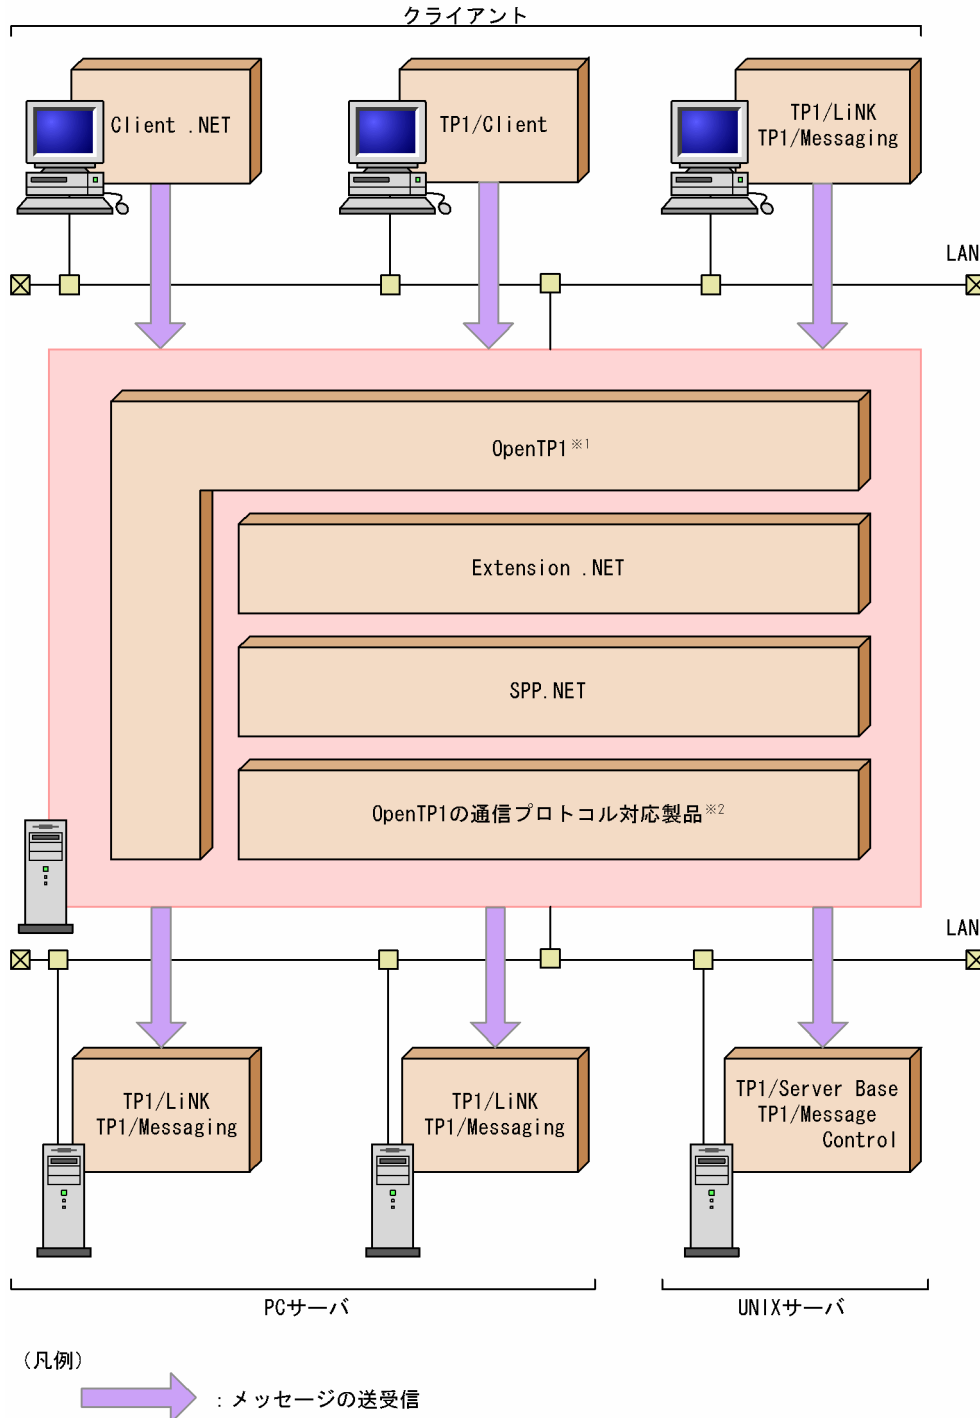 クライアント
Client .NET
TP1/Client
TP1/LiNK
TP1/Messaging
LAN
OpenTP1※1
Extension .NET
SPP.NET
OpenTP1の通信プロトコル対応製品※2
LAN
TP1/LiNK
TP1/Messaging
TP1/LiNK
TP1/Messaging
TP1/Server Base
TP1/Message
Control
PCサーバ
UNIXサーバ
(凡例)
：メッセージの送受信